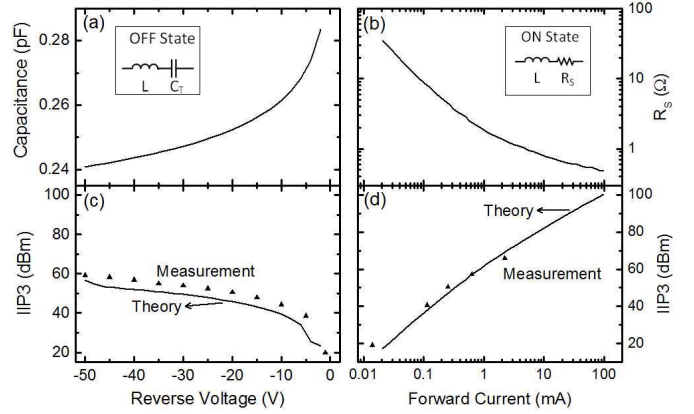 (a)
OFF State
L
C_T
Capacitance (pF)
0.28
0.26
0.24
(b)
ON State
L
R_S
R_S (Ω)
100
10
1
(c)
Measurement
Theory
IIP3 (dBm)
100
80
60
40
20
-50
-40
-30
-20
-10
0
Reverse Voltage (V)
(d)
Theory
Measurement
IIP3 (dBm)
100
80
60
40
20
0.01
0.1
1
10
100
Forward Current (mA)